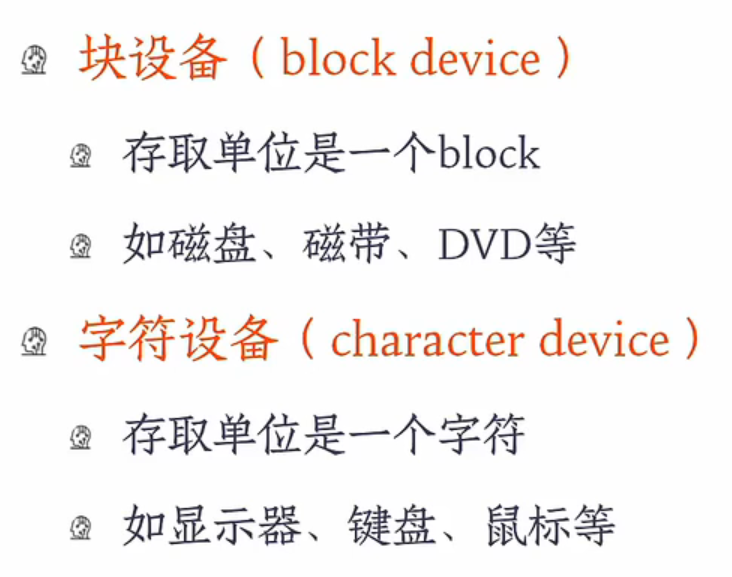 块设备（block device）
存取单位是一个block
如磁盘、磁带、DVD等
字符设备（character device）
存取单位是一个字符
如显示器、键盘、鼠标等